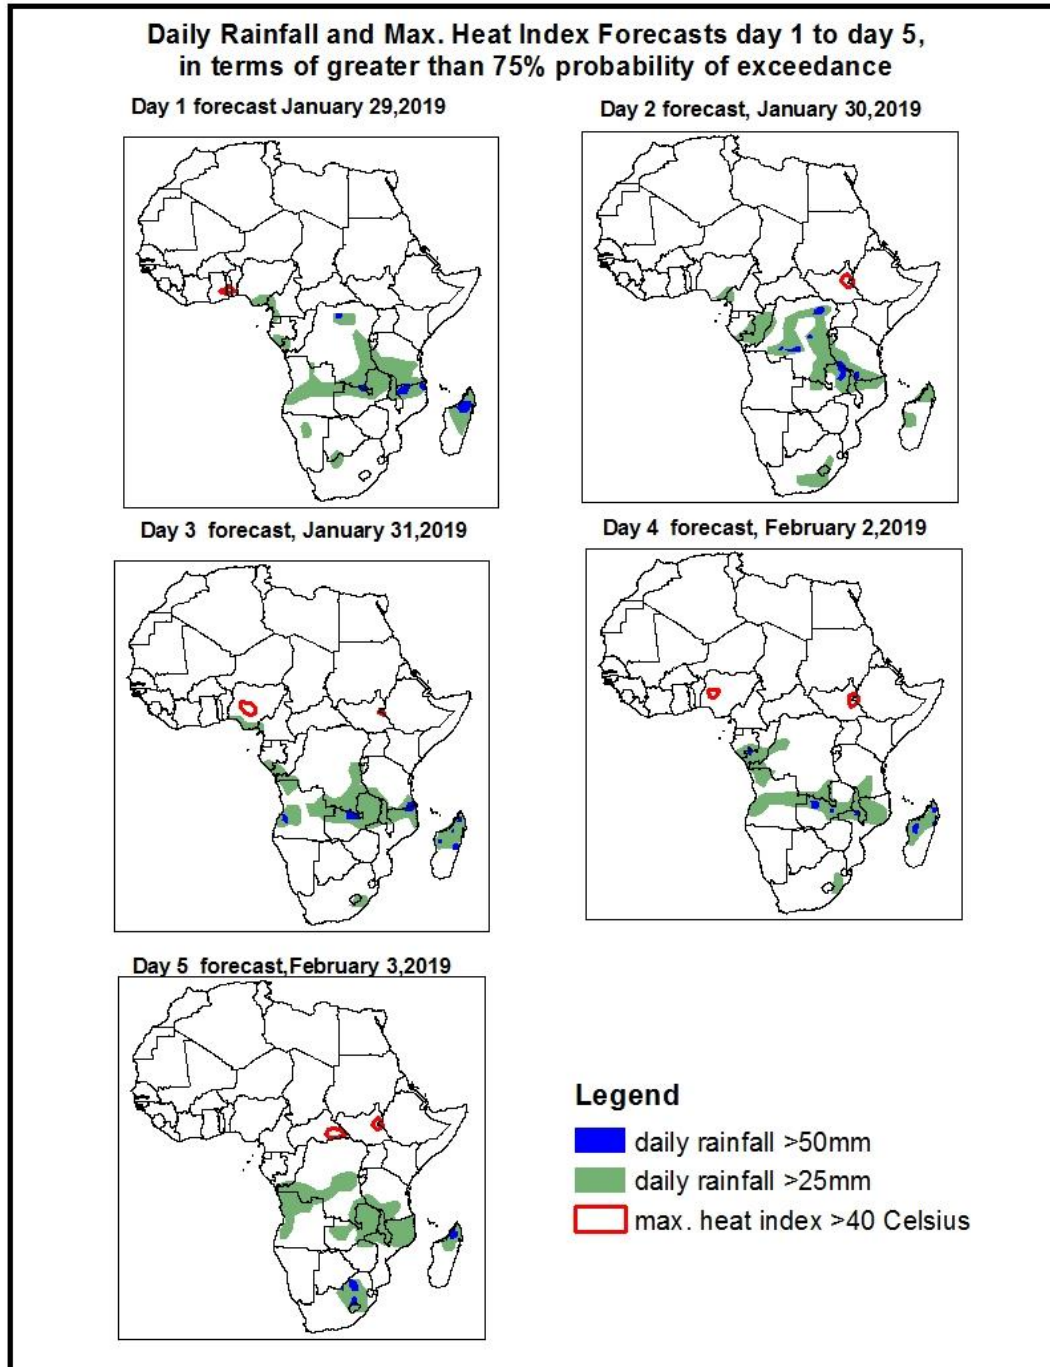 Daily Rainfall and Max. Heat Index Forecasts day 1 to day 5,
in terms of greater than 75% probability of exceedance
Day 1 forecast January 29,2019
Day 2 forecast, January 30,2019
Day 3 forecast, January 31,2019
Day 4 forecast, February 2,2019
Day 5 forecast,February 3,2019
Legend
daily rainfall >50mm
daily rainfall >25mm
max. heat index >40 Celsius